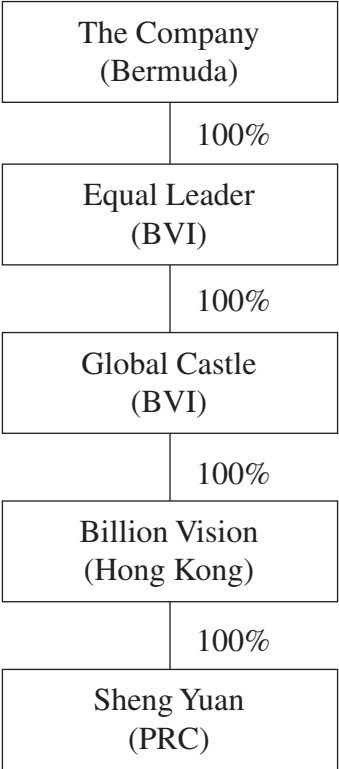 The Company
(Bermuda)
100%
Equal Leader
(BVI)
100%
Global Castle
(BVI)
100%
Billion Vision
(Hong Kong)
100%
Sheng Yuan
(PRC)